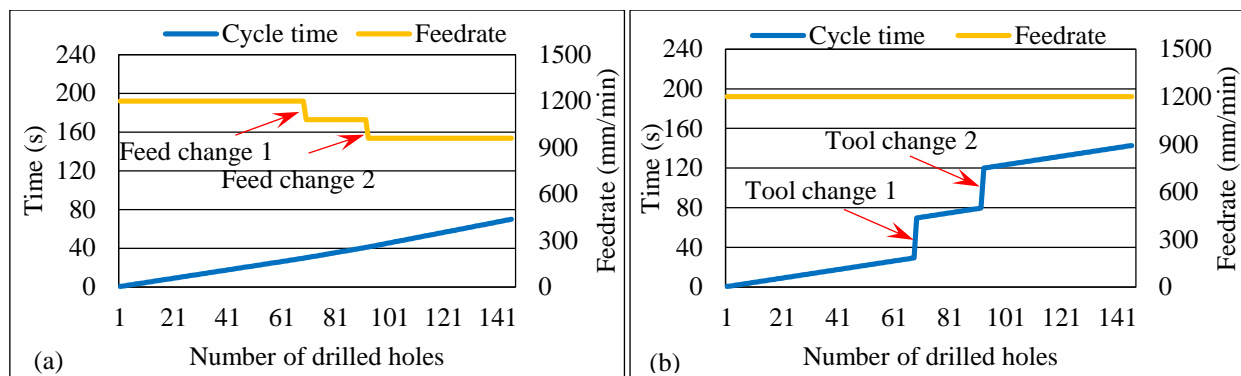 Cycle time Feedrate
240 1500
200 1200
160 900
120 600
80 300
40 0
0
Time (s)
Feedrate (mm/min)
Feed change 1
Feed change 2
1 21 41 61 81 101 121 141
(a) Number of drilled holes
Cycle time Feedrate
240 1500
200 1200
160 900
120 600
80 300
40 0
0
Time (s)
Feedrate (mm/min)
Tool change 2
Tool change 1
1 21 41 61 81 101 121 141
(b) Number of drilled holes